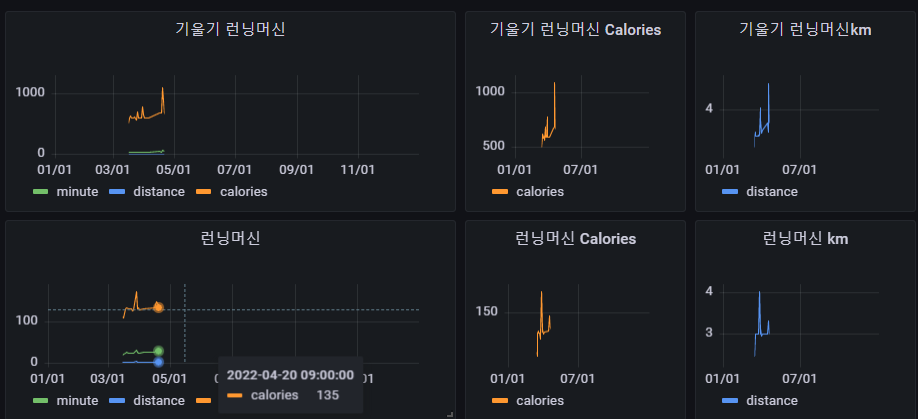 기울기 런닝머신
1000
0
01/01 03/01 05/01 07/01 09/01 11/01
minute distance calories
기울기 런닝머신 Calories
1000
500
01/01 07/01
calories
기울기 런닝머신km
4
01/01 07/01
distance
런닝머신
100
0
01/01 03/01 05/01 11/01
minute distance
2022-04-20 09:00:00
calories 135
런닝머신 Calories
150
01/01 07/01
calories
런닝머신 km
4
3
01/01 07/01
distance